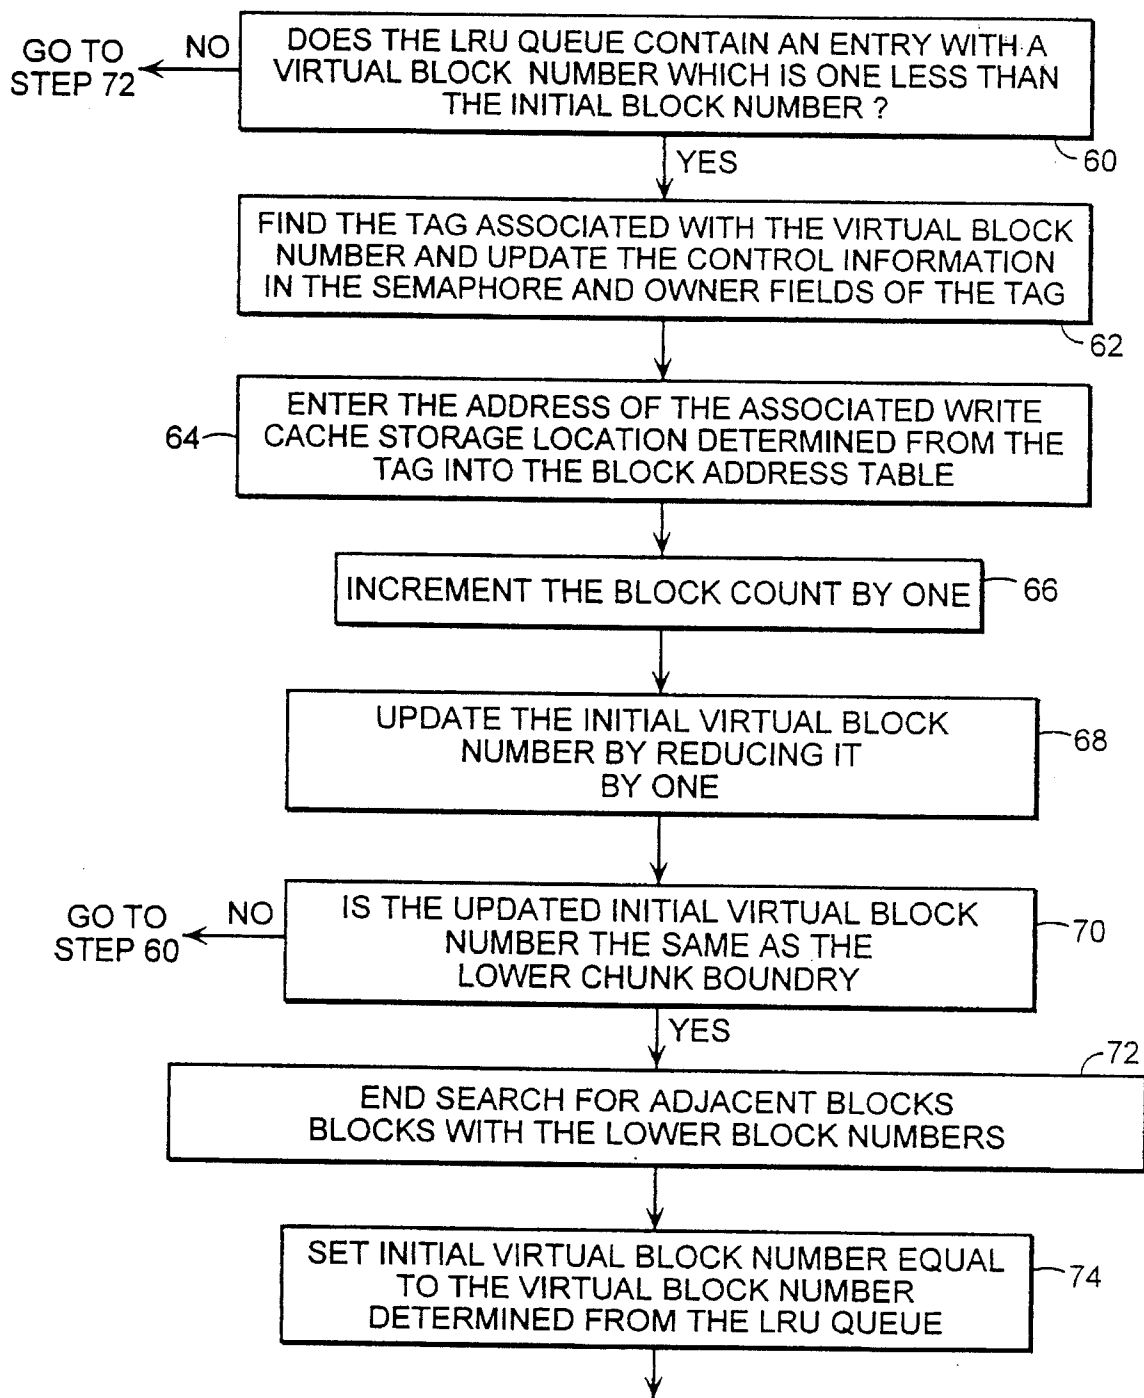 GO TO
STEP 72
NO
DOES THE LRU QUEUE CONTAIN AN ENTRY WITH A
VIRTUAL BLOCK NUMBER WHICH IS ONE LESS THAN
THE INITIAL BLOCK NUMBER ?
60
YES
FIND THE TAG ASSOCIATED WITH THE VIRTUAL BLOCK
NUMBER AND UPDATE THE CONTROL INFORMATION
IN THE SEMAPHORE AND OWNER FIELDS OF THE TAG
62
64
ENTER THE ADDRESS OF THE ASSOCIATED WRITE
CACHE STORAGE LOCATION DETERMINED FROM THE
TAG INTO THE BLOCK ADDRESS TABLE
INCREMENT THE BLOCK COUNT BY ONE
66
UPDATE THE INITIAL VIRTUAL BLOCK
NUMBER BY REDUCING IT
BY ONE
68
GO TO
STEP 60
NO
IS THE UPDATED INITIAL VIRTUAL BLOCK
NUMBER THE SAME AS THE
LOWER CHUNK BOUNDRY
70
YES
72
END SEARCH FOR ADJACENT BLOCKS
BLOCKS WITH THE LOWER BLOCK NUMBERS
SET INITIAL VIRTUAL BLOCK NUMBER EQUAL
TO THE VIRTUAL BLOCK NUMBER
DETERMINED FROM THE LRU QUEUE
74